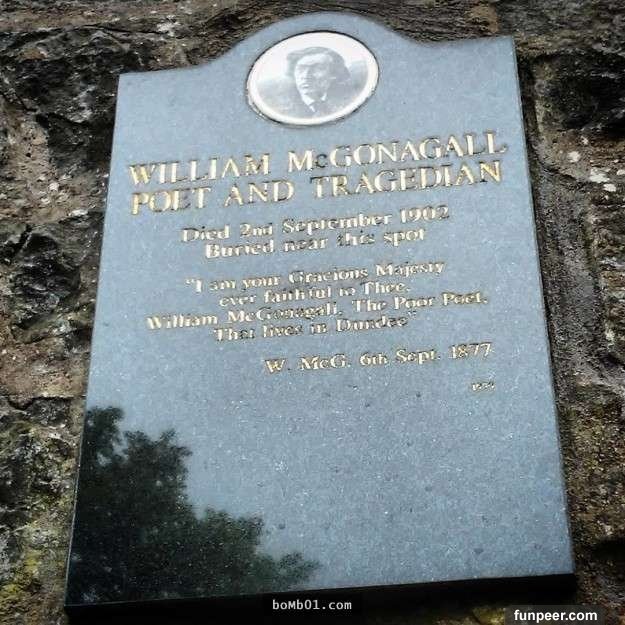 WILLIAM McGONAGALL
POET AND TRAGEDIAN
Died 2nd September 1902
Buried near this spot
"I am your Gracious Majesty
ever faithful to Thee,
William McGonagall, The Poor Poet,
That lives in Dundee"
W. McG. 6th Sept. 1877
boMb01.com
funpeer.com